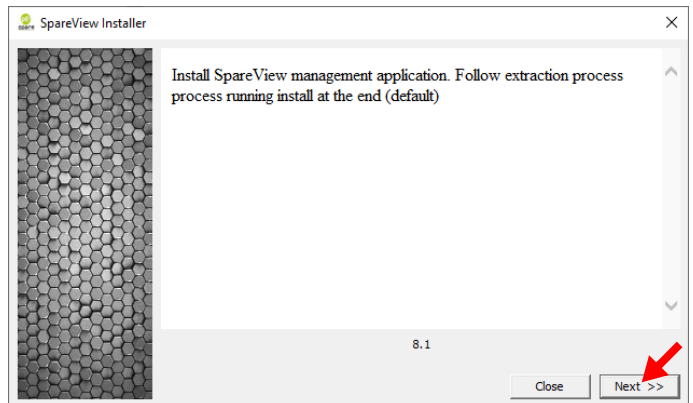 spare
SpareView Installer
Install SpareView management application. Follow extraction process
process running install at the end (default)
8.1
Close
Next >>